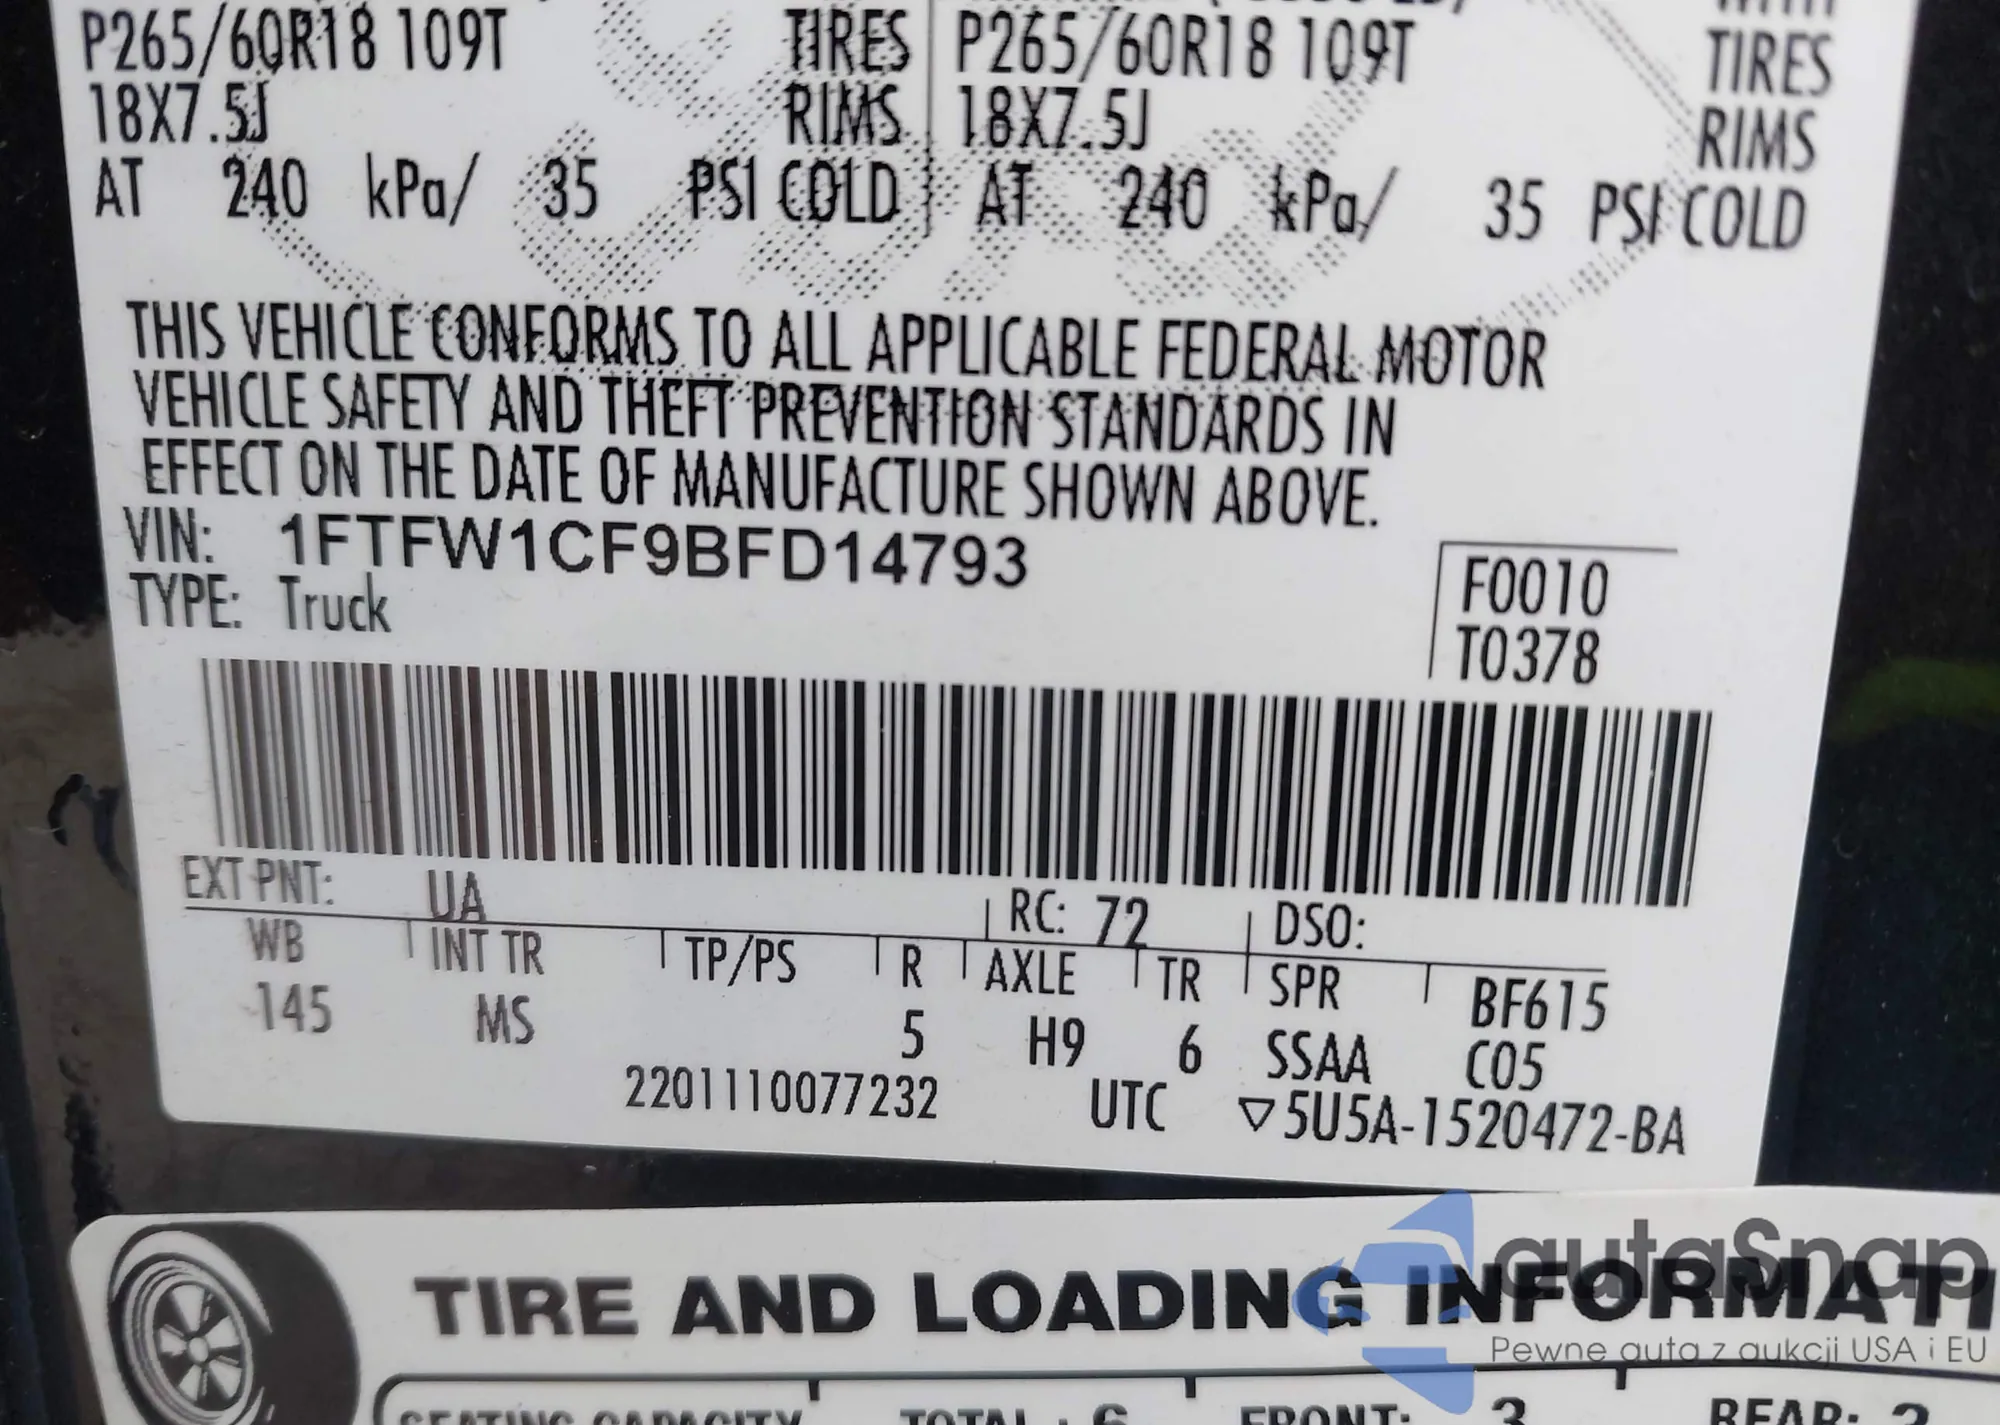 P265/60R18 109T TIRES P265/60R18 109T TIRES
18X7.5J RIMS 18X7.5J RIMS
AT 240 kPa/ 35 PSI COLD AT 240 kPa/ 35 PSI COLD
THIS VEHICLE CONFORMS TO ALL APPLICABLE FEDERAL MOTOR
VEHICLE SAFETY AND THEFT PREVENTION STANDARDS IN
EFFECT ON THE DATE OF MANUFACTURE SHOWN ABOVE.
VIN: 1FTFW1CF9BFD14793
TYPE: Truck
F0010
T0378
EXT PNT: UA RC: 72 DSO:
WB INT TR TP/PS R AXLE TR SPR BF615
145 MS 5 H9 6 SSAA C05
2201110077232 UTC ▽5U5A-1520472-BA
TIRE AND LOADING INFORMATI
autaSnap
Pewne auta z aukcji USA i EU
SEATING CAPACITY TOTAL : 6 FRONT: 3 REAR: